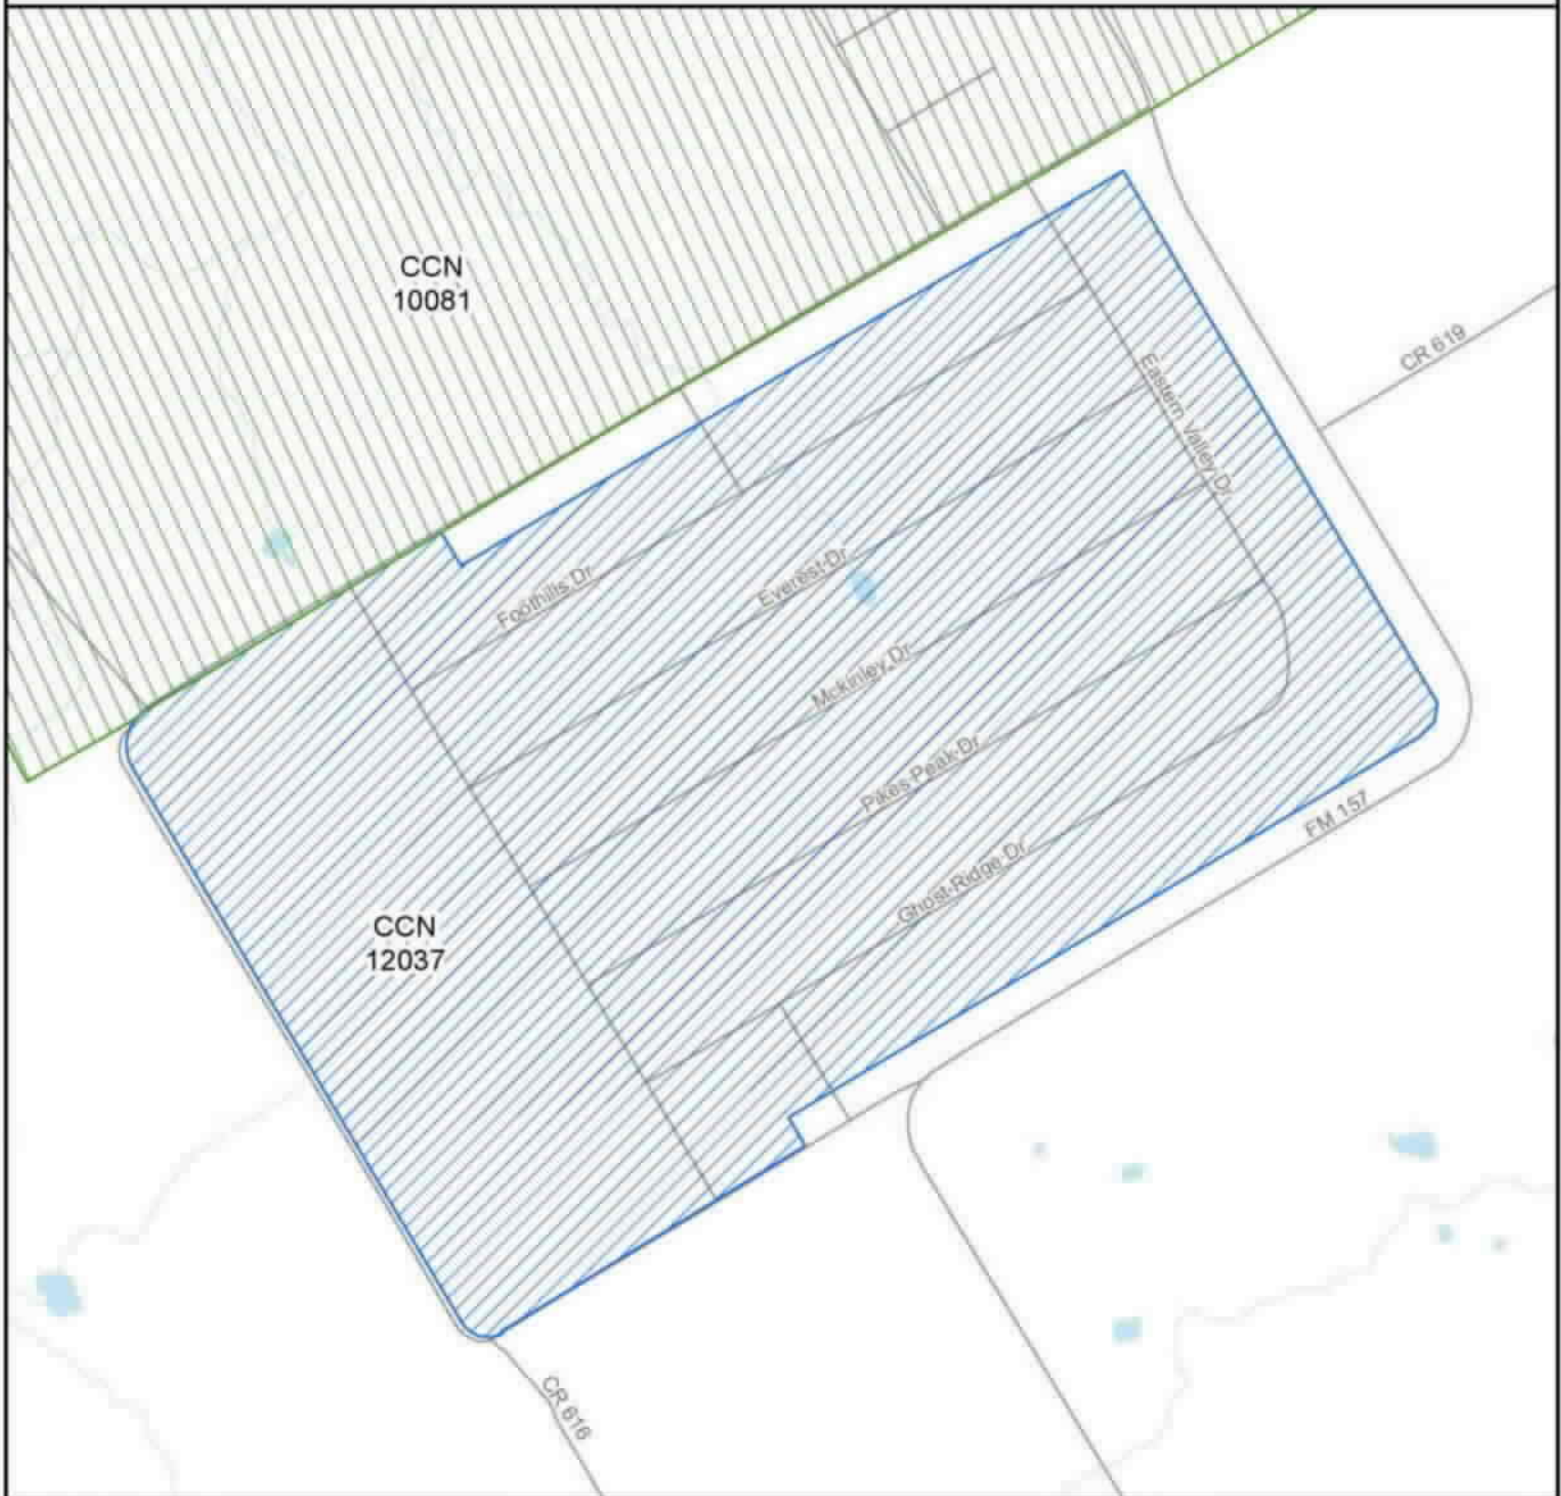 CCN
10081
CR 619
Eastern Valley Dr
Foothills Dr
Everest Dr
Mckinley Dr
Pikes Peak Dr
FM 157
Ghost Ridge Dr
CCN
12037
CR 616